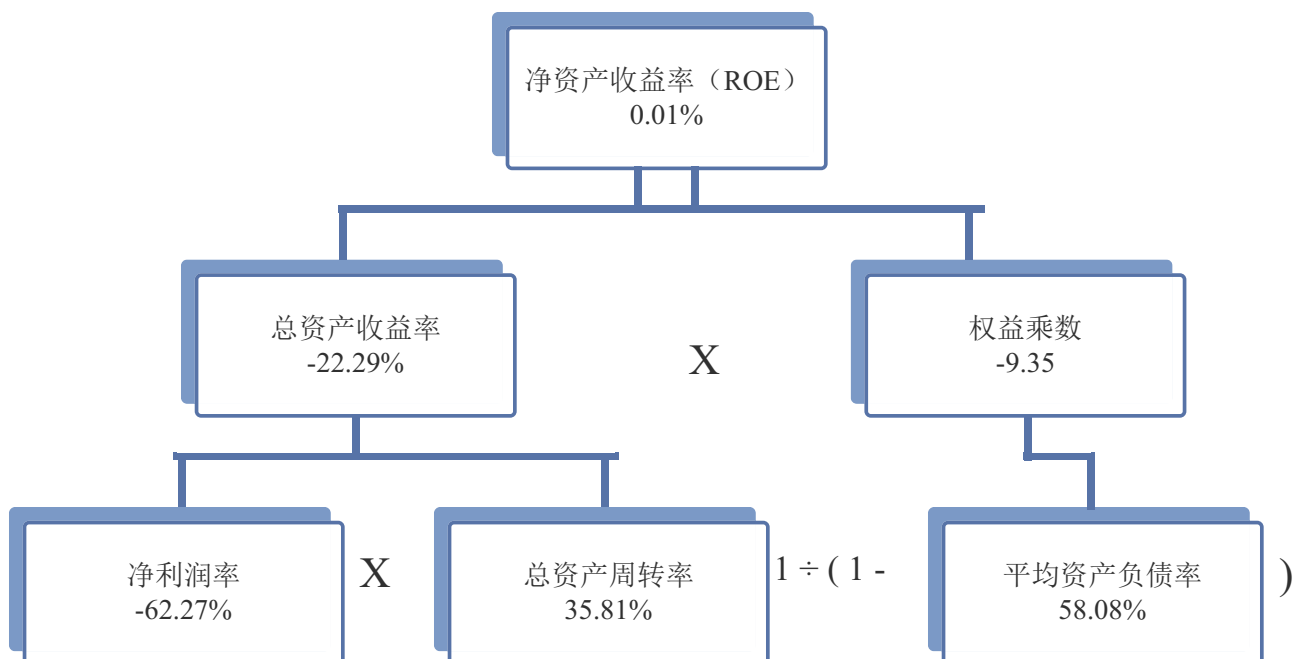 净资产收益率（ROE）
0.01%
总资产收益率
-22.29%
X
权益乘数
-9.35
净利润率
-62.27%
X
总资产周转率
35.81%
1 ÷ ( 1 -
平均资产负债率
58.08%
)